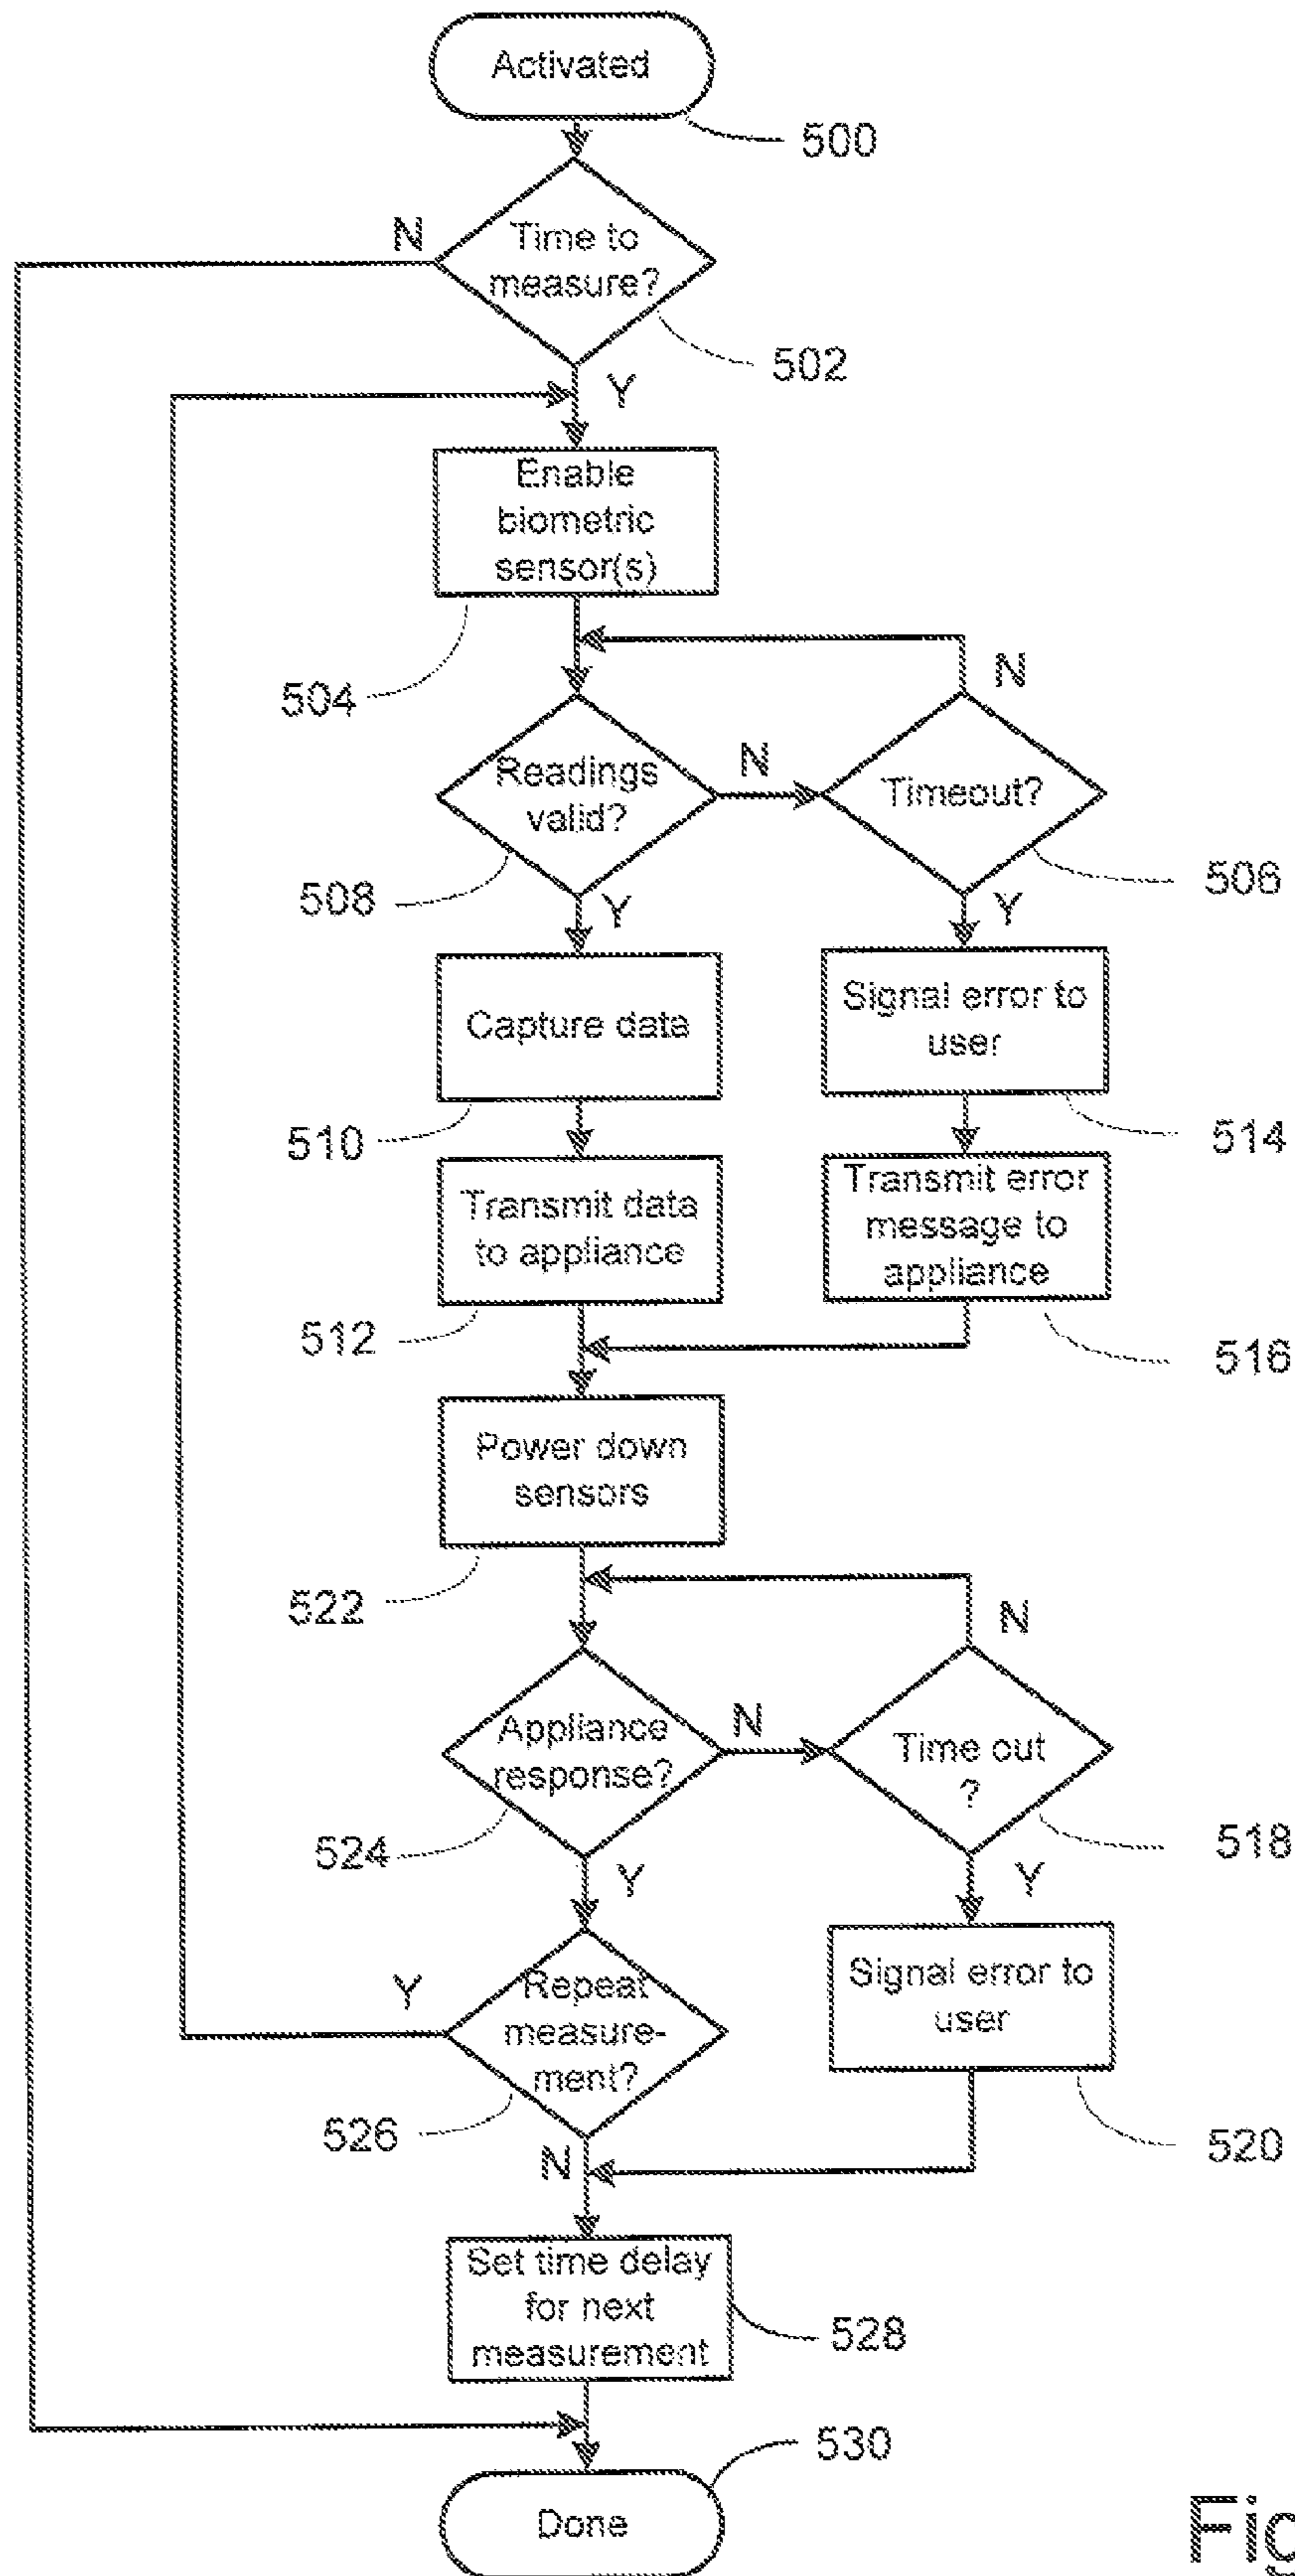 Activated
500
N
Time to
measure?
502
Y
Enable
biometric
sensor(s)
504
N
Readings
valid?
N
Timeout?
508
506
Y
Y
Capture data
Signal error to
user
510
514
Transmit data
to appliance
Transmit error
message to
appliance
512
516
Power down
sensors
522
N
Appliance
response?
N
Time out
?
524
518
Y
Y
Y
Repeat
measure-
ment?
Signal error to
user
526
520
N
Set time delay
for next
measurement
528
530
Done
Fig